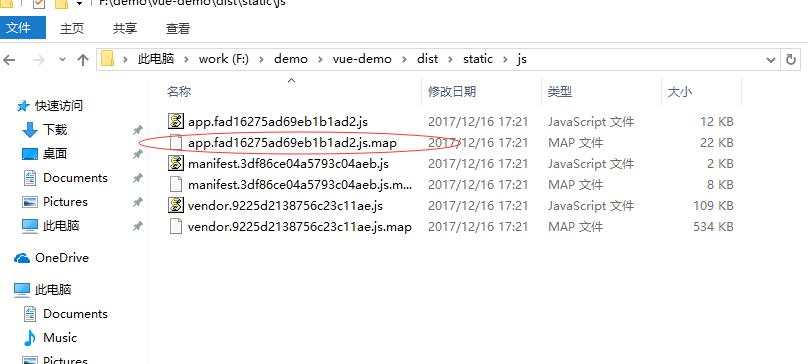 F:\demo\vue-demo\dist\static\js
文件 主页 共享 查看
此电脑 work (F:) demo vue-demo dist static js
名称 修改日期 类型 大小
快速访问
下载
桌面
Documents
Pictures
此电脑
OneDrive
此电脑
Documents
Music
Pictures
app.fad16275ad69eb1b1ad2.js 2017/12/16 17:21 JavaScript 文件 12 KB
app.fad16275ad69eb1b1ad2.js.map 2017/12/16 17:21 MAP 文件 22 KB
manifest.3df86ce04a5793c04aeb.js 2017/12/16 17:21 JavaScript 文件 2 KB
manifest.3df86ce04a5793c04aeb.js.m... 2017/12/16 17:21 MAP 文件 8 KB
vendor.9225d2138756c23c11ae.js 2017/12/16 17:21 JavaScript 文件 109 KB
vendor.9225d2138756c23c11ae.js.map 2017/12/16 17:21 MAP 文件 534 KB